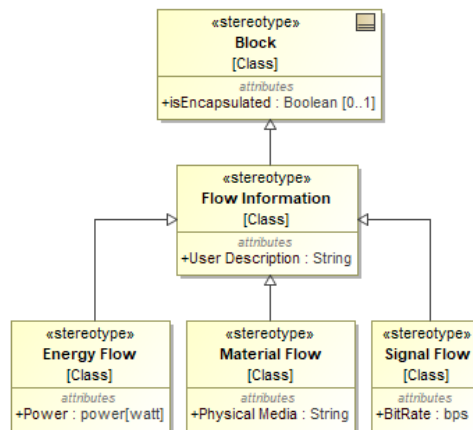 «stereotype»
Block
[Class]
attributes
+isEncapsulated : Boolean [0..1]
«stereotype»
Flow Information
[Class]
attributes
+User Description : String
«stereotype»
Energy Flow
[Class]
attributes
+Power : power[watt]
«stereotype»
Material Flow
[Class]
attributes
+Physical Media : String
«stereotype»
Signal Flow
[Class]
attributes
+BitRate : bps